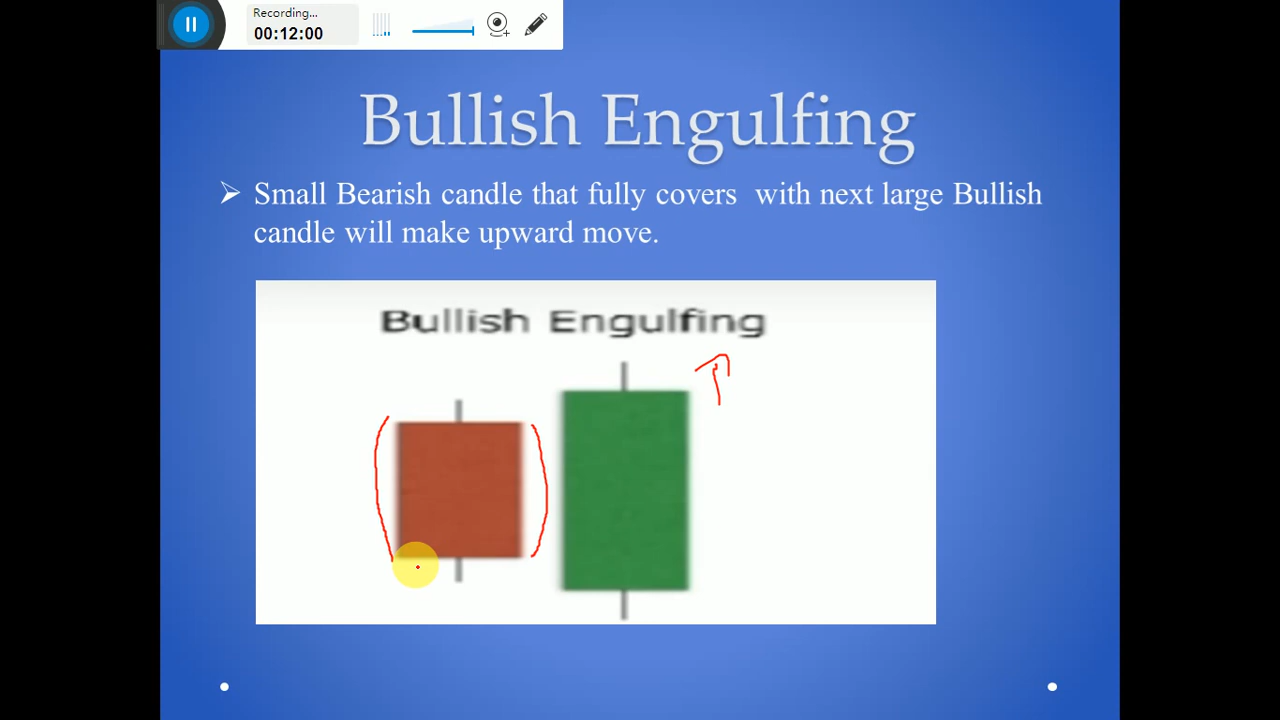 Recording...
00:12:00
Bullish Engulfing
Small Bearish candle that fully covers with next large Bullish
candle will make upward move.
Bullish Engulfing